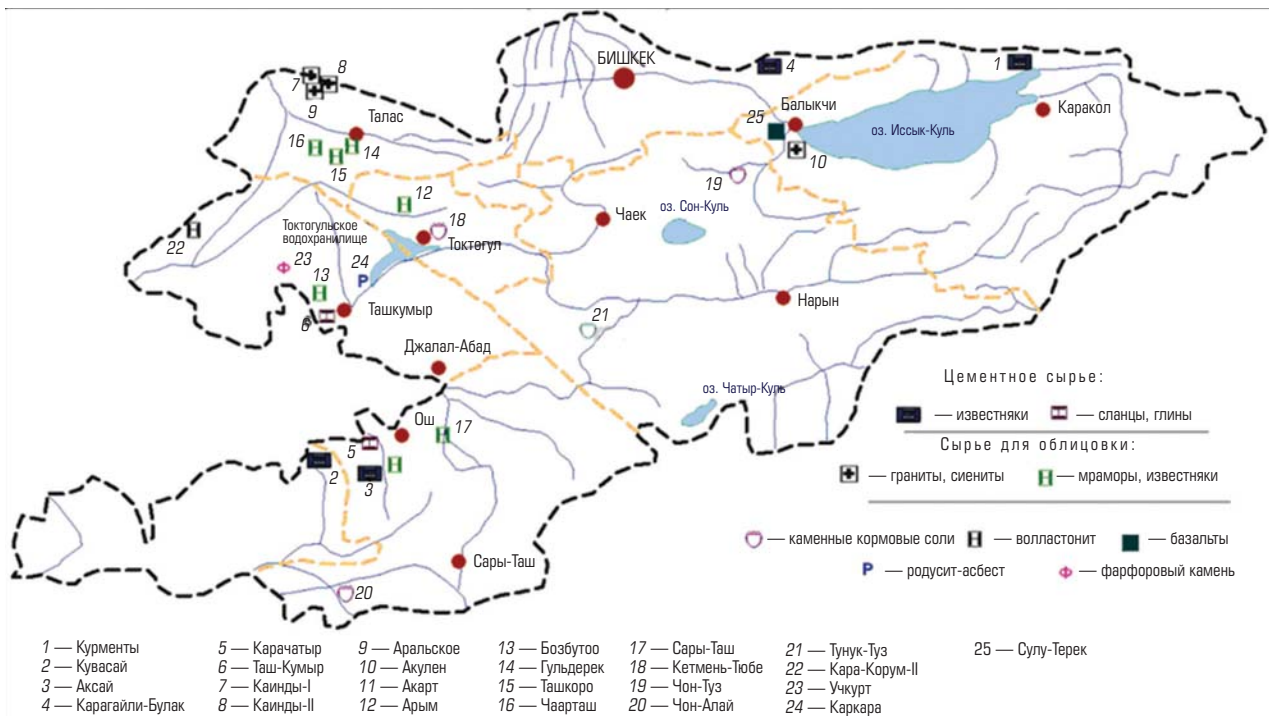 БИШКЕК
4
1
7
8
9
Талас
25
Балыкчи
Каракол
оз. Иссык-Куль
16
14
15
10
12
19
18
Чаек
оз. Сон-Куль
22
Токтогульское
водохранилище
Токтогул
23
24
Р
Ф
13
6
Ташкумыр
Нарын
21
Джалал-Абад
оз. Чатыр-Куль
Ош
17
5
2
3
Сары-Таш
20
Цементное сырье:
— известняки
— сланцы, глины
Сырье для облицовки:
— граниты, сиениты
— мраморы, известняки
— каменные кормовые соли
— волластонит
— базальты
Р — родусит-асбест
Ф — фарфоровый камень
1 — Курменты
2 — Кувасай
3 — Аксай
4 — Карагайли-Булак
5 — Карачатыр
6 — Таш-Кумыр
7 — Каинды-I
8 — Каинды-II
9 — Аральское
10 — Акулен
11 — Акарт
12 — Арым
13 — Бозбутоо
14 — Гульдерек
15 — Ташкоро
16 — Чаарташ
17 — Сары-Таш
18 — Кетмень-Тюбе
19 — Чон-Туз
20 — Чон-Алай
21 — Тунук-Туз
22 — Кара-Корум-II
23 — Учкурт
24 — Каркара
25 — Сулу-Терек